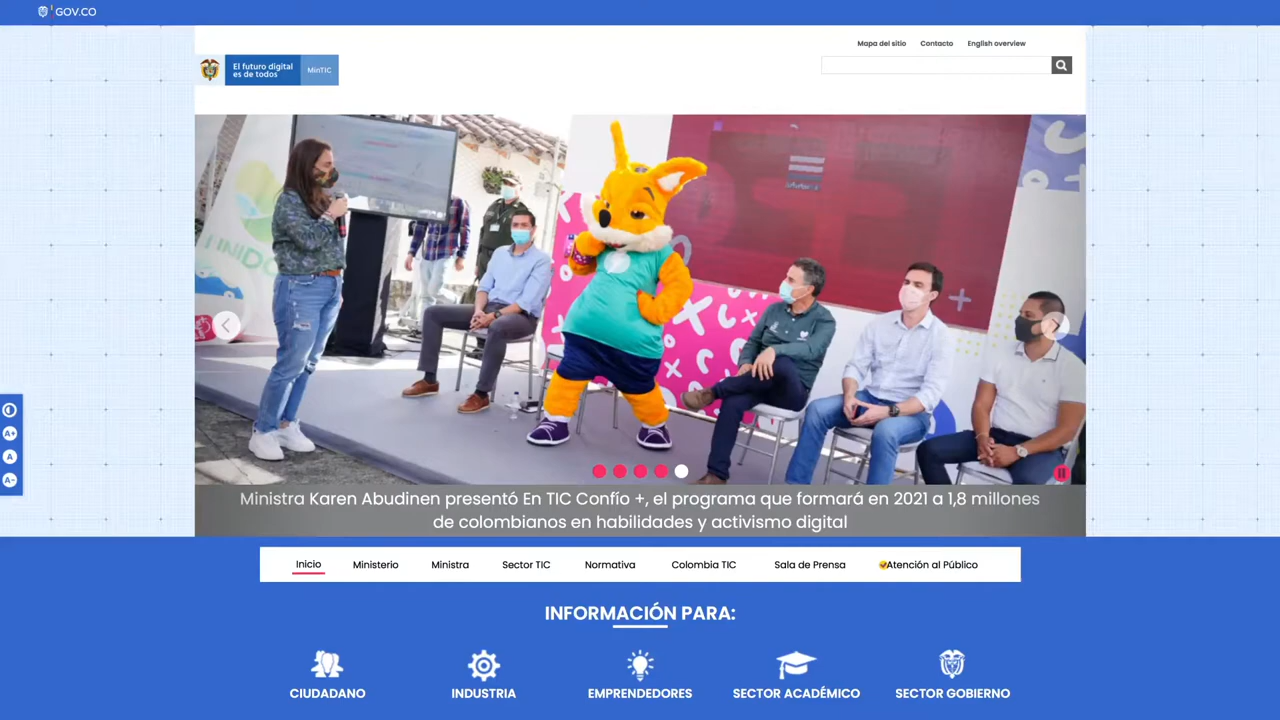 GOV.CO
Mapa del sitio Contacto English overview
El futuro digital
es de todos
MinTIC
Ministra Karen Abudinen presentó En TIC Confío +, el programa que formará en 2021 a 1,8 millones
de colombianos en habilidades y activismo digital
A+
A
A-
Inicio Ministerio Ministra Sector TIC Normativa Colombia TIC Sala de Prensa Atención al Público
INFORMACIÓN PARA:
CIUDADANO INDUSTRIA EMPRENDEDORES SECTOR ACADÉMICO SECTOR GOBIERNO